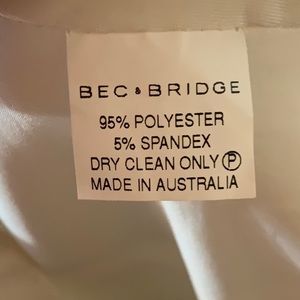 BEC & BRIDGE
95% POLYESTER
5% SPANDEX
DRY CLEAN ONLY Ⓟ
MADE IN AUSTRALIA